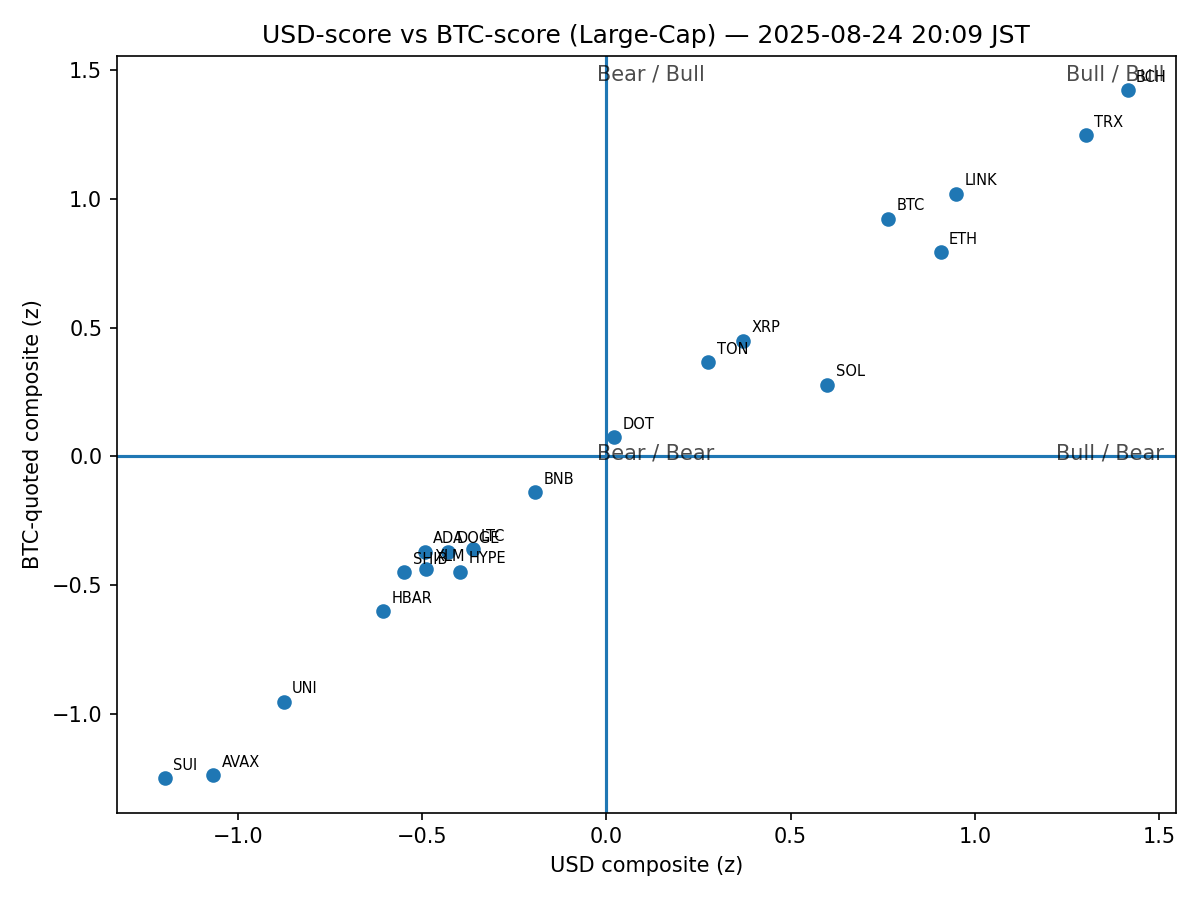 USD-score vs BTC-score (Large-Cap) — 2025-08-24 20:09 JST
Bear / Bull
Bull / Bull
BCH
TRX
LINK
BTC
ETH
XRP
TON
SOL
DOT
Bear / Bear
Bull / Bear
BNB
ADA
DOGE
LTC
SHIB
XLM
HYPE
HBAR
UNI
SUI
AVAX
1.5
1.0
0.5
0.0
−0.5
−1.0
BTC-quoted composite (z)
−1.0
−0.5
0.0
0.5
1.0
1.5
USD composite (z)